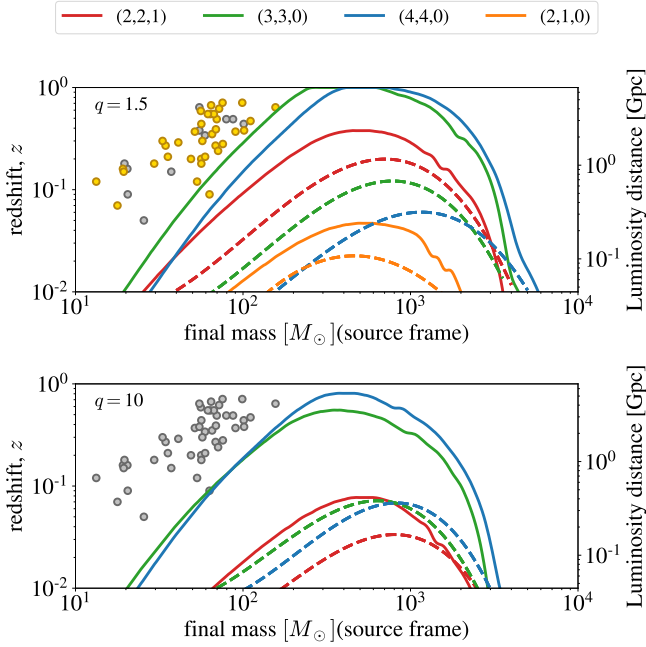 (2,2,1) (3,3,0) (4,4,0) (2,1,0)
q = 1.5
10^0
10^-1
10^-2
redshift, z
10^1 10^2 10^3 10^4
final mass [M_⊙](source frame)
10^1
10^0
10^-1
Luminosity distance [Gpc]
q = 10
10^0
10^-1
10^-2
redshift, z
10^1 10^2 10^3 10^4
final mass [M_⊙](source frame)
10^0
10^-1
Luminosity distance [Gpc]